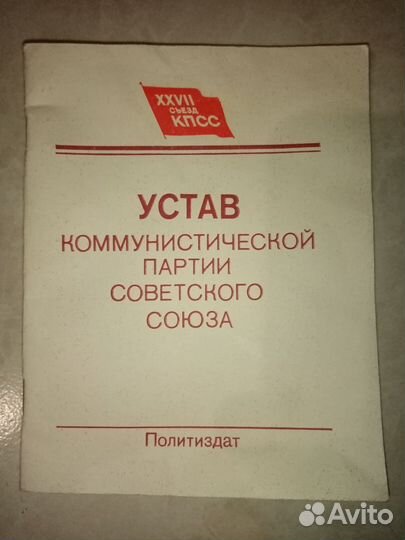 XXVII
СЪЕЗД
КПСС
УСТАВ
КОММУНИСТИЧЕСКОЙ
ПАРТИИ
СОВЕТСКОГО
СОЮЗА
Политиздат
Avito